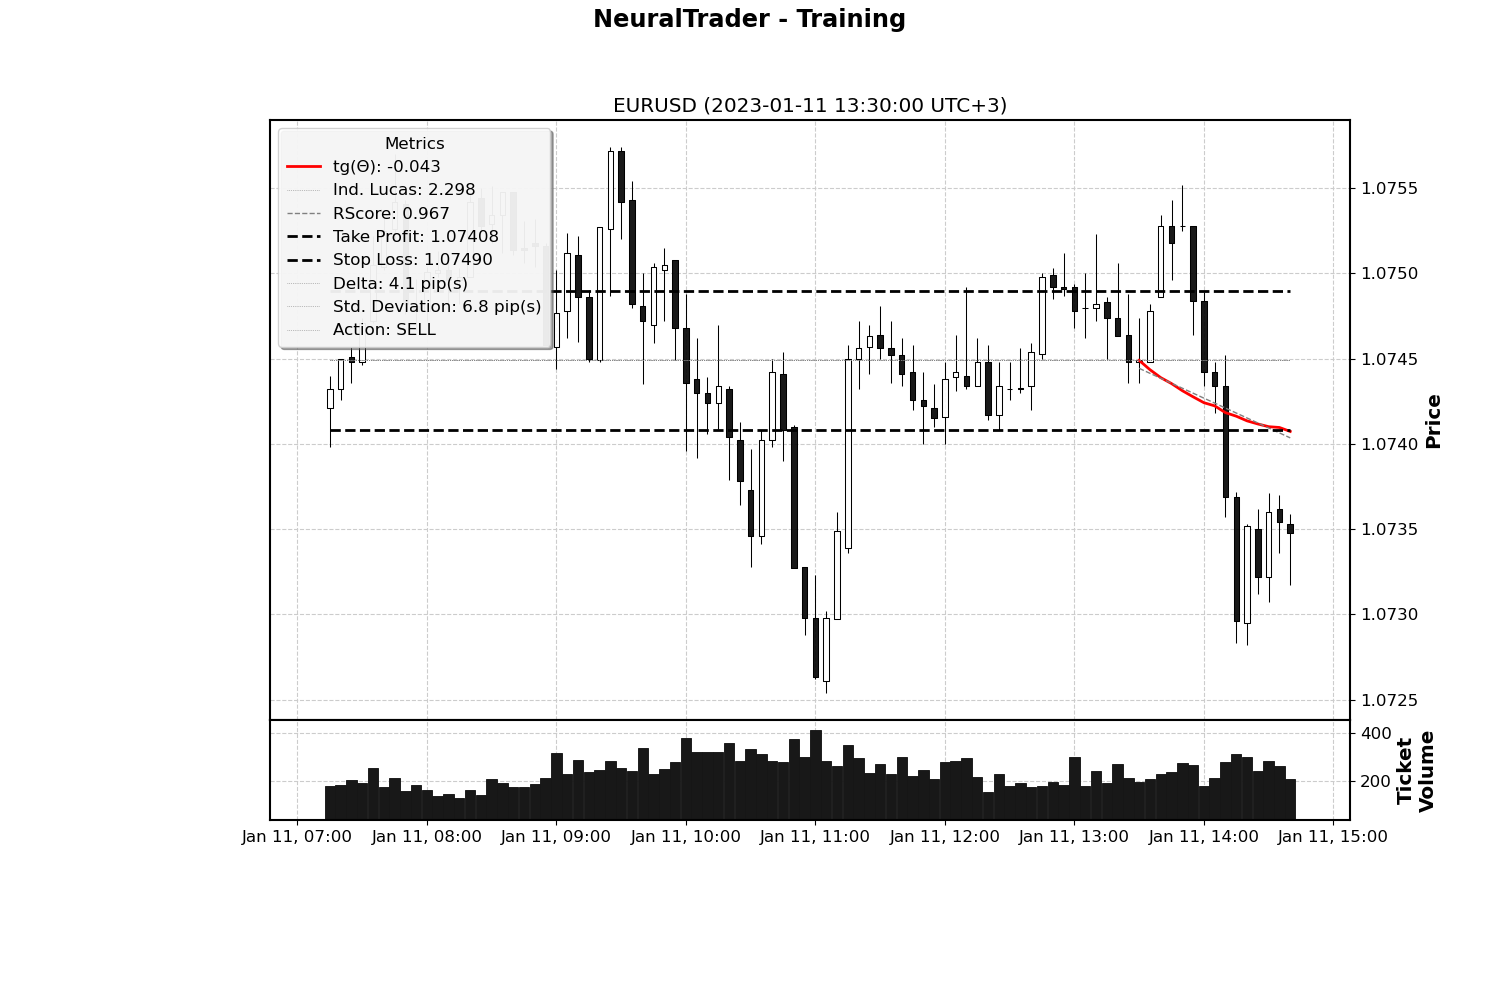 NeuralTrader - Training
EURUSD (2023-01-11 13:30:00 UTC+3)
Metrics
tg(Θ): -0.043
Ind. Lucas: 2.298
RScore: 0.967
Take Profit: 1.07408
Stop Loss: 1.07490
Delta: 4.1 pip(s)
Std. Deviation: 6.8 pip(s)
Action: SELL
1.0755
1.0750
1.0745
1.0740
1.0735
1.0730
1.0725
Price
400
200
Ticket
Volume
Jan 11, 07:00
Jan 11, 08:00
Jan 11, 09:00
Jan 11, 10:00
Jan 11, 11:00
Jan 11, 12:00
Jan 11, 13:00
Jan 11, 14:00
Jan 11, 15:00